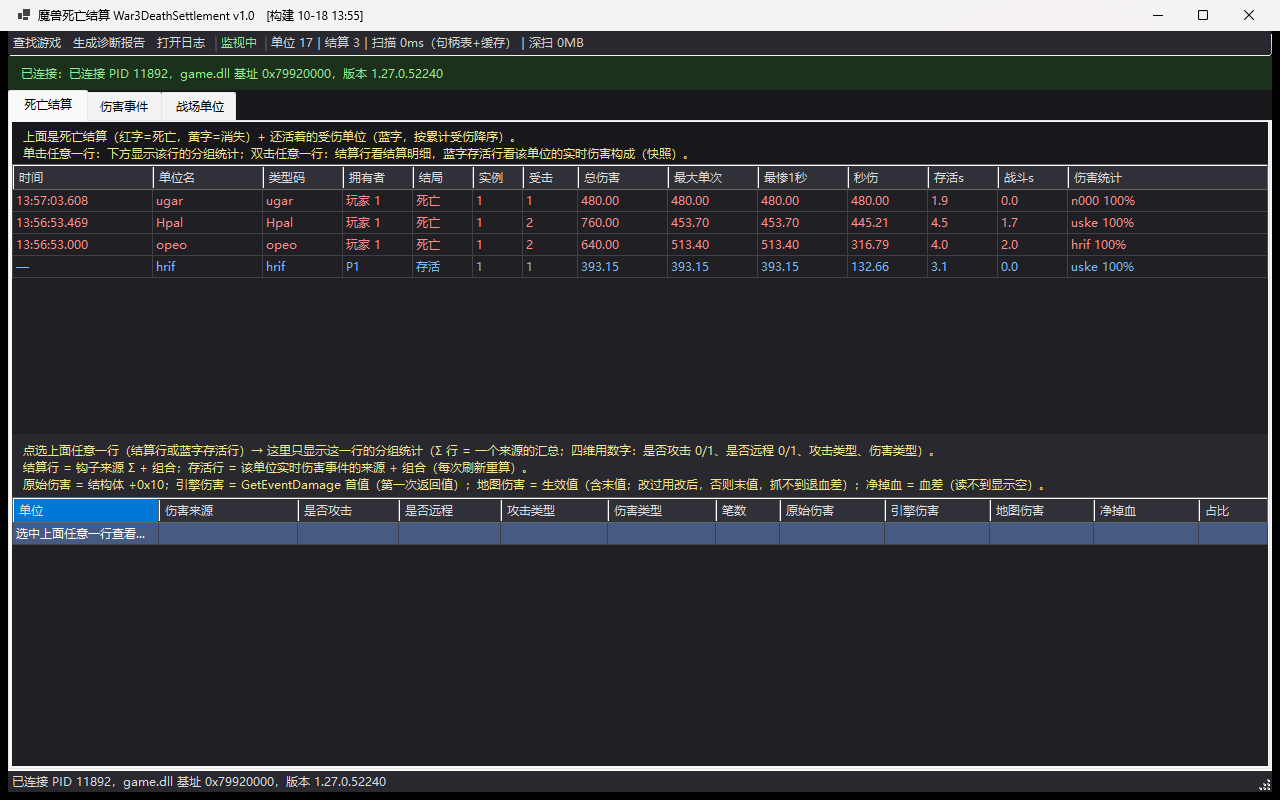 魔兽死亡结算 War3DeathSettlement v1.0 [构建 10-18 13:55]
查找游戏 生成诊断报告 打开日志 | 监视中 | 单位 17 | 结算 3 | 扫描 0ms（句柄表+缓存） | 深扫 0MB
已连接：已连接 PID 11892，game.dll 基址 0x79920000，版本 1.27.0.52240
死亡结算 伤害事件 战场单位
上面是死亡结算（红字=死亡，黄字=消失）+ 还活着的受伤单位（蓝字，按累计受伤降序）。
单击任意一行：下方显示该行的分组统计；双击任意一行：结算行看结算明细，蓝字存活行看该单位的实时伤害构成（快照）。
时间 单位名 类型码 拥有者 结局 实例 受击 总伤害 最大单次 最惨1秒 秒伤 存活s 战斗s 伤害统计
13:57:03.608 ugar ugar 玩家 1 死亡 1 1 480.00 480.00 480.00 480.00 1.9 0.0 n000 100%
13:56:53.469 Hpal Hpal 玩家 1 死亡 1 2 760.00 453.70 453.70 445.21 4.5 1.7 uske 100%
13:56:53.000 opeo opeo 玩家 1 死亡 1 2 640.00 513.40 513.40 316.79 4.0 2.0 hrif 100%
— hrif hrif P1 存活 1 1 393.15 393.15 393.15 132.66 3.1 0.0 uske 100%
点选上面任意一行（结算行或蓝字存活行）→ 这里只显示这一行的分组统计（Σ 行 = 一个来源的汇总；四维用数字：是否攻击 0/1、是否远程 0/1、攻击类型、伤害类型）。
结算行 = 钩子来源 Σ + 组合；存活行 = 该单位实时伤害事件的来源 + 组合（每次刷新重算）。
原始伤害 = 结构体 +0x10；引擎伤害 = GetEventDamage 首值（第一次返回值）；地图伤害 = 生效值（含末值；改过用改后，否则末值，抓不到退血差）；净掉血 = 血差（读不到显示空）。
单位 伤害来源 是否攻击 是否远程 攻击类型 伤害类型 笔数 原始伤害 引擎伤害 地图伤害 净掉血 占比
选中上面任意一行查看...
已连接 PID 11892，game.dll 基址 0x79920000，版本 1.27.0.52240